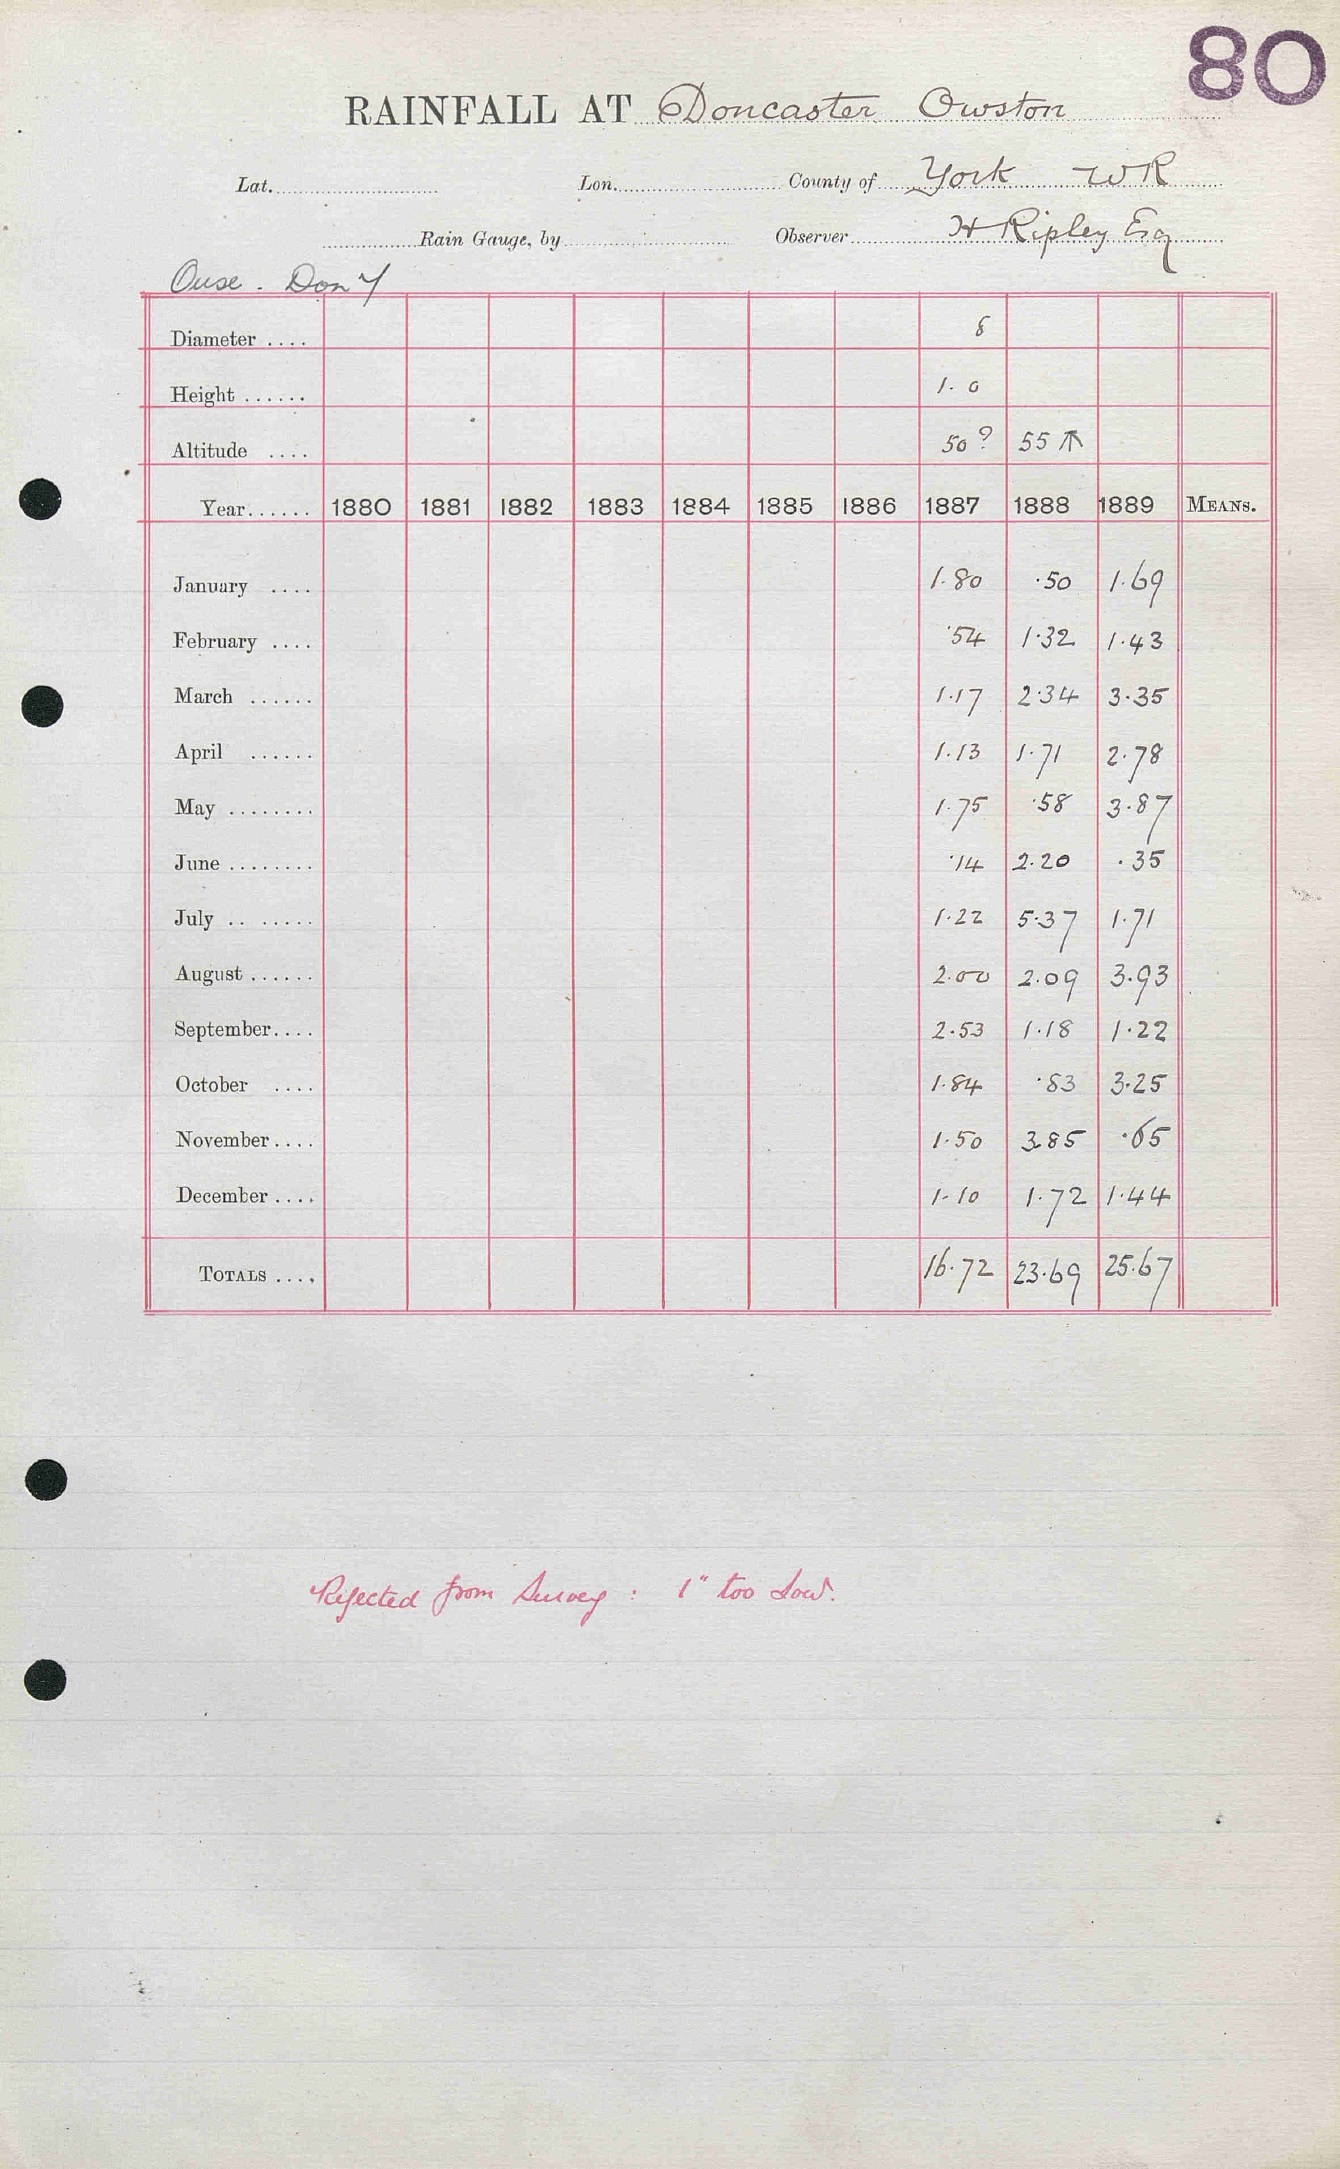 80
RAINFALL AT Doncaster Owston
Lat. Lon. County of York WR
Rain Gauge, by Observer H Ripley Esq
Ouse . Don Y
Diameter .... 8
Height ...... 1. 0
Altitude .... 50? 55 ↑
Year...... 1880 1881 1882 1883 1884 1885 1886 1887 1888 1889 MEANS.
January .... 1.80 .50 1.69
February .... .54 1.32 1.43
March ...... 1.17 2.34 3.35
April ...... 1.13 1.71 2.78
May ........ 1.75 .58 3.87
June ........ .14 2.20 .35
July .. ...... 1.22 5.37 1.71
August ...... 2.00 2.09 3.93
September.... 2.53 1.18 1.22
October .... 1.84 .83 3.25
November.... 1.50 3.85 .65
December.... 1.10 1.72 1.44
TOTALS .... 16.72 23.69 25.67
Rejected from Survey : 1" too low.